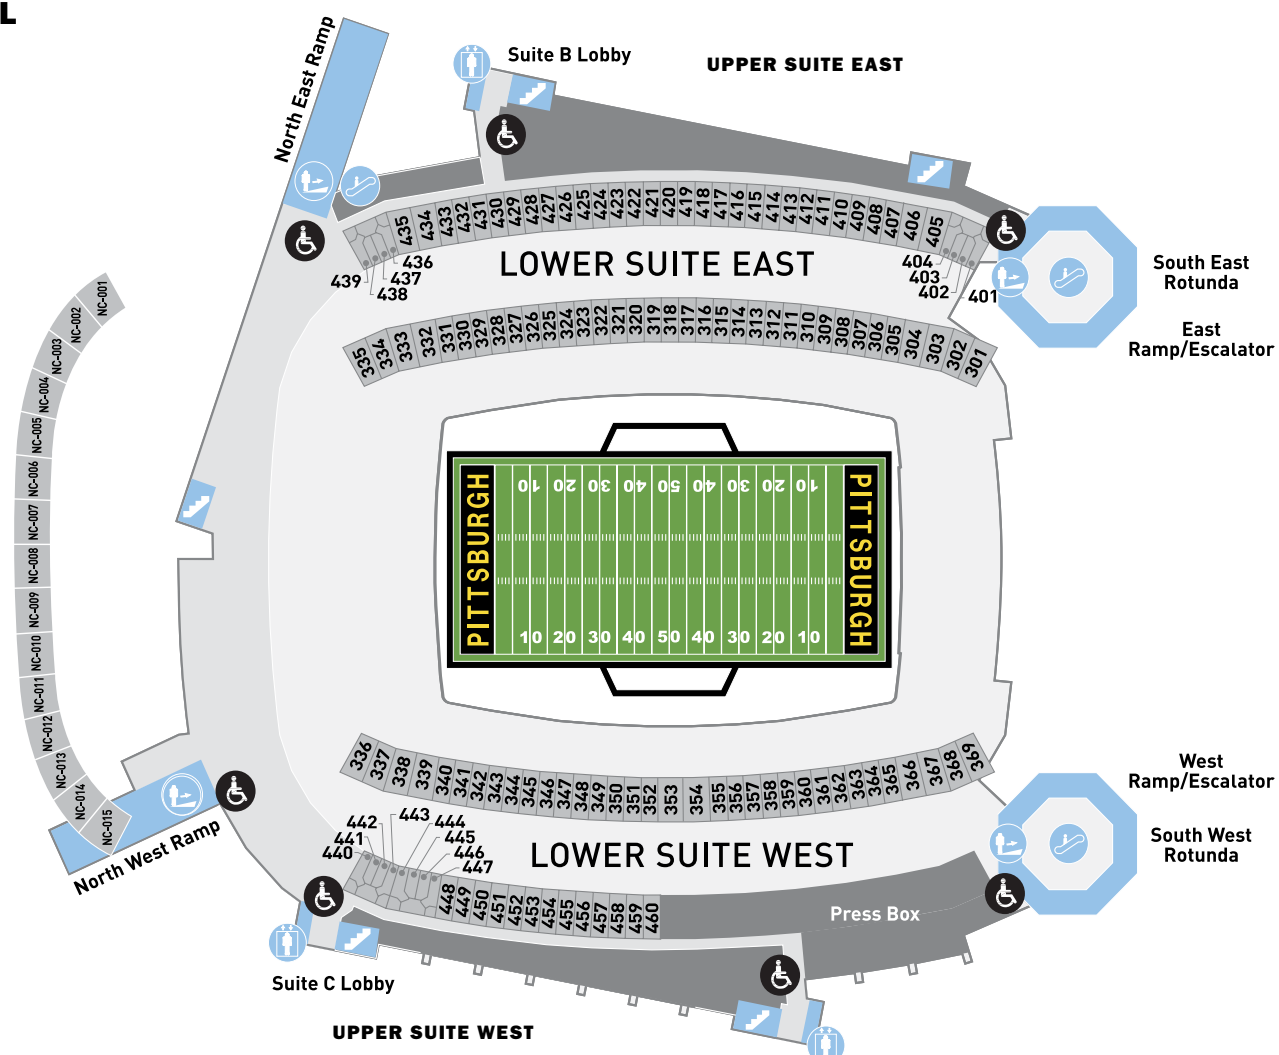 L
North East Ramp
Suite B Lobby
UPPER SUITE EAST
435 434 433 432 431 430 429 428 427 426 425 424 423 422 421 420 419 418 417 416 415 414 413 412 411 410 409 408 407 406 405
436
437
438
439
404
403
402
401
LOWER SUITE EAST
South East
Rotunda
East
Ramp/Escalator
335 334 333 332 331 330 329 328 327 326 325 324 323 322 321 320 319 318 317 316 315 314 313 312 311 310 309 308 307 306 305 304 303 302 301
NC-001
NC-002
NC-003
NC-004
NC-005
NC-006
NC-007
NC-008
NC-009
NC-010
NC-011
NC-012
NC-013
NC-014
NC-015
PITTSBURGH
10 20 30 40 50 40 30 20 10
10 20 30 40 50 40 30 20 10
PITTSBURGH
336 337 338 339 340 341 342 343 344 345 346 347 348 349 350 351 352 353 354 355 356 357 358 359 360 361 362 363 364 365 366 367 368 369
West
Ramp/Escalator
South West
Rotunda
North West Ramp
440
441
442
443
444
445
446
447
LOWER SUITE WEST
448 449 450 451 452 453 454 455 456 457 458 459 460
Press Box
Suite C Lobby
UPPER SUITE WEST